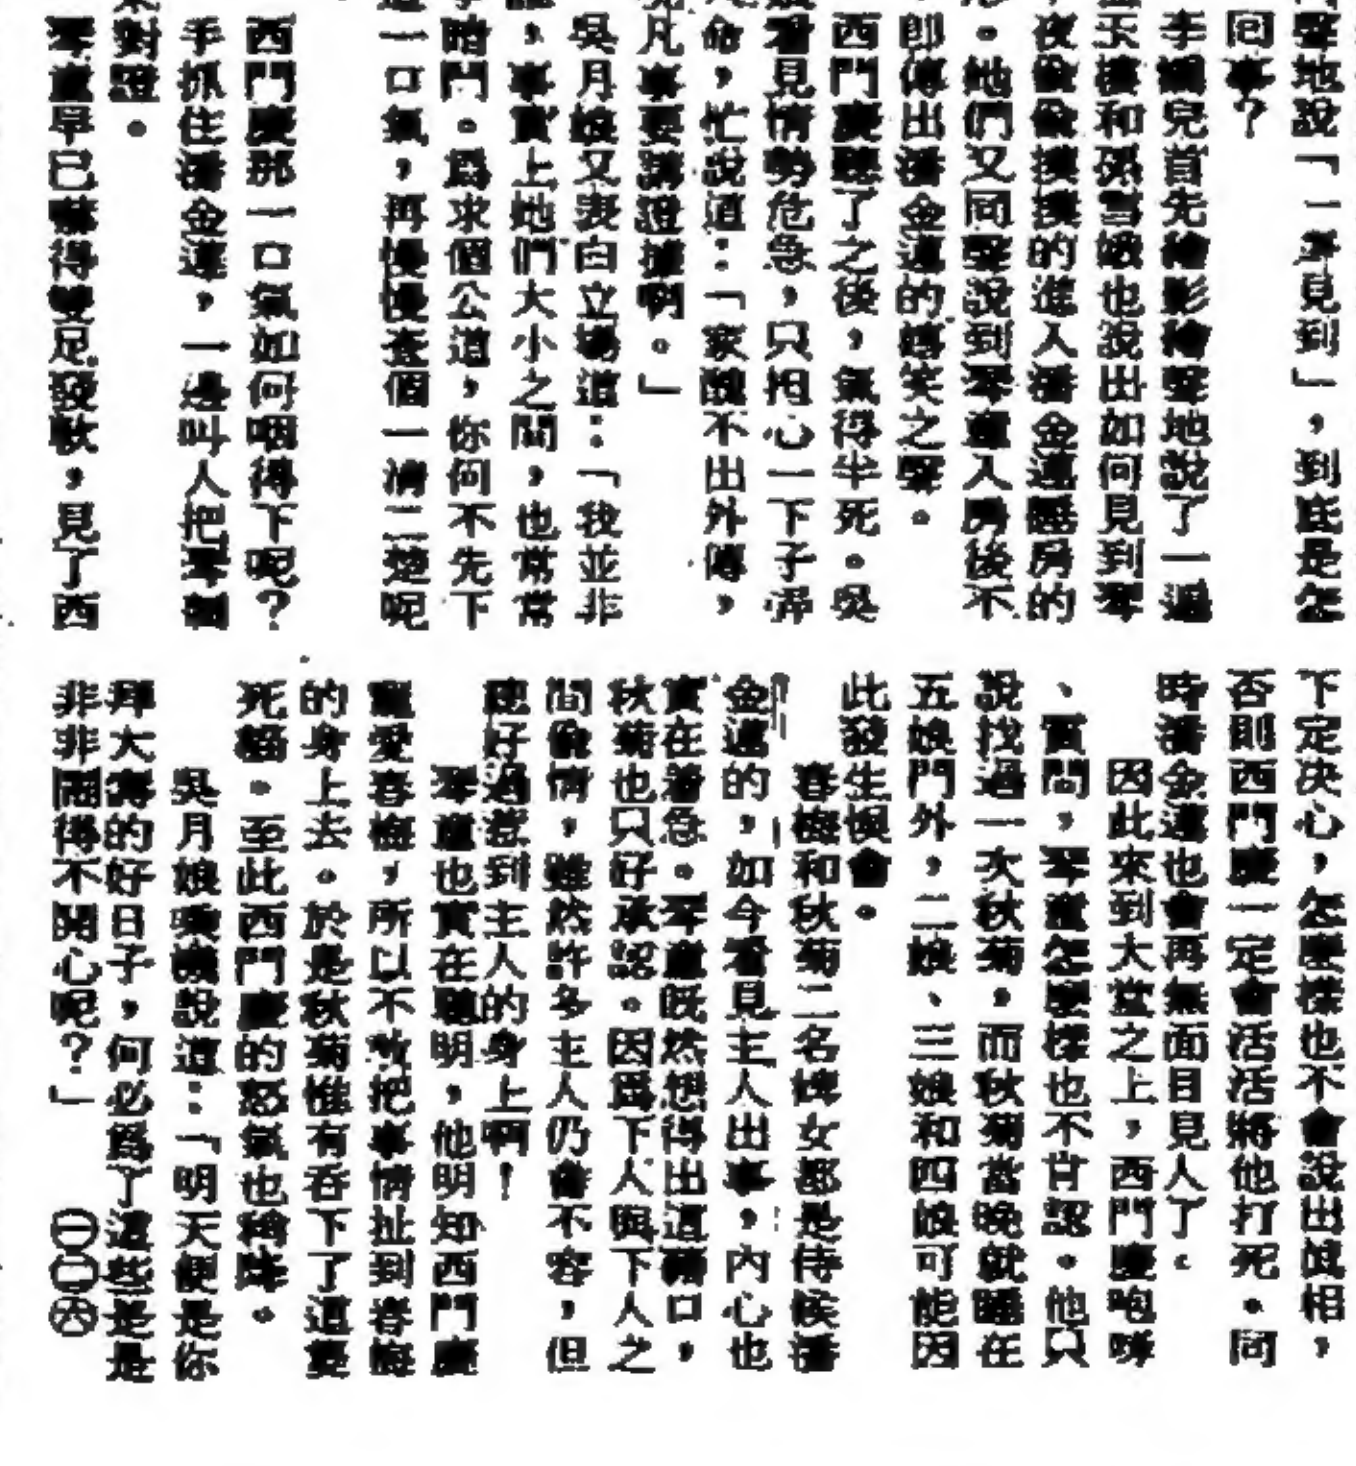 聲地說「一齊見到」，到底是怎
回事？
李嬌兒首先繪影繪聲地說了一遍
玉樓和孫雪娥也說出如何見到琴
夜偷偷摸摸的進入潘金蓮睡房的
。她們又同聲說到琴童入房後不
卽傳出潘金蓮的嬉笑之聲。
西門慶聽了之後，氣得半死。吳
看見情勢危急，只担心一下子弄
命，忙說道：「家醜不出外傳，
凡事要講證據啊。」
吳月娘又表白立場道：「我並非
，事實上她們大小之間，也常常
暗鬥。爲求個公道，你何不先下
一口氣，再慢慢查個一清二楚呢
西門慶那一口氣如何咽得下呢？
手抓住潘金蓮，一邊叫人把琴童
對證。
琴童早已嚇得雙足發軟，見了西
下定決心，怎麼樣也不會說出眞相，
否則西門慶一定會活活將他打死。同
時潘金蓮也會再無面目見人了。
因此來到大堂之上，西門慶咆哮
、質問，琴童怎麼樣也不肯認。他只
說找過一次秋菊，而秋菊當晚就睡在
五娘門外，二娘、三娘和四娘可能因
此發生悞會。
春梅和秋菊二名婢女都是侍候潘
金蓮的，如今看見主人出事，內心也
實在着急。琴童旣然想得出這藉口，
秋菊也只好承認。因爲下人與下人之
間偷情，雖然許多主人仍會不容，但
總好過惹到主人的身上啊！
琴童也實在聰明，他明知西門慶
寵愛春梅，所以不敢把事情扯到春梅
的身上去。於是秋菊惟有吞下了這隻
死貓。至此西門慶的怒氣也稍降。
吳月娘乘機說道：「明天便是你
拜大壽的好日子，何必爲了這些是是
非非鬧得不開心呢？」　㊀㊁㊅